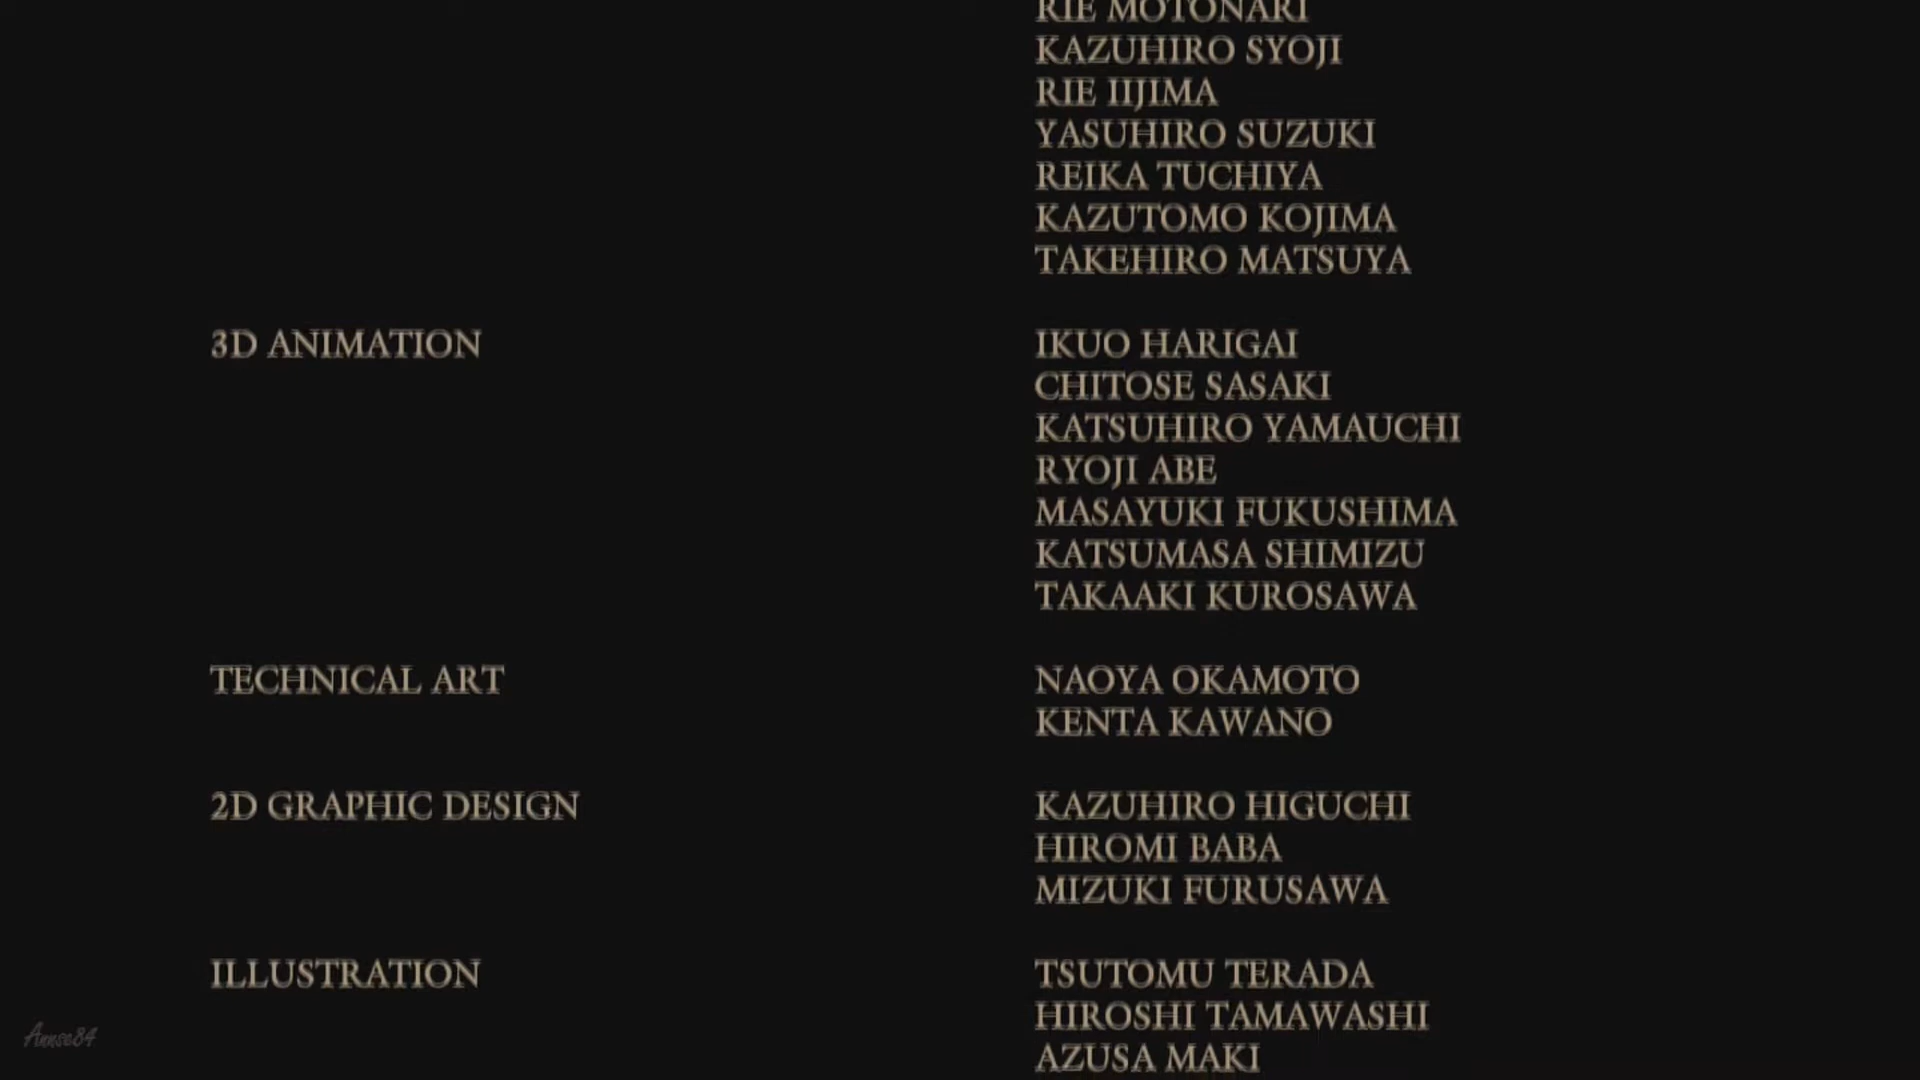 RIE MOTONARI
KAZUHIRO SYOJI
RIE IIJIMA
YASUHIRO SUZUKI
REIKA TUCHIYA
KAZUTOMO KOJIMA
TAKEHIRO MATSUYA
3D ANIMATION IKUO HARIGAI
CHITOSE SASAKI
KATSUHIRO YAMAUCHI
RYOJI ABE
MASAYUKI FUKUSHIMA
KATSUMASA SHIMIZU
TAKAAKI KUROSAWA
TECHNICAL ART NAOYA OKAMOTO
KENTA KAWANO
2D GRAPHIC DESIGN KAZUHIRO HIGUCHI
HIROMI BABA
MIZUKI FURUSAWA
ILLUSTRATION TSUTOMU TERADA
HIROSHI TAMAWASHI
AZUSA MAKI
Annse84